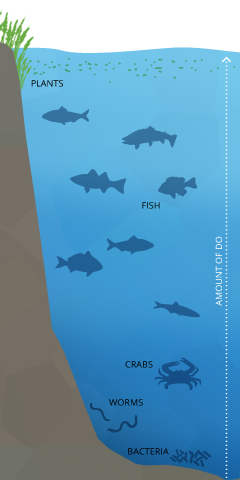 PLANTS
FISH
AMOUNT OF DO
CRABS
WORMS
BACTERIA